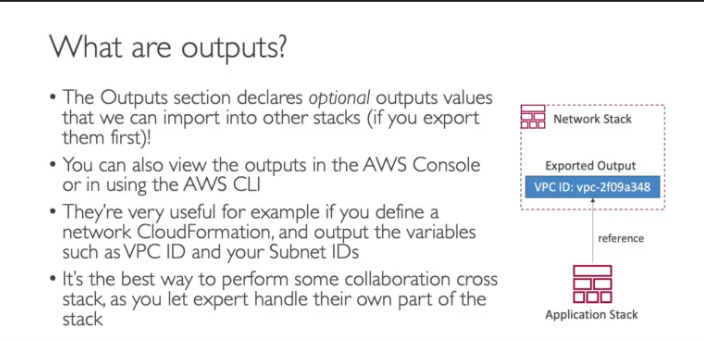 What are outputs?
• The Outputs section declares optional outputs values
that we can import into other stacks (if you export
them first)!
• You can also view the outputs in the AWS Console
or in using the AWS CLI
• They're very useful for example if you define a
network CloudFormation, and output the variables
such as VPC ID and your Subnet IDs
• It's the best way to perform some collaboration cross
stack, as you let expert handle their own part of the
stack
Network Stack
Exported Output
VPC ID: vpc-2f09a348
reference
Application Stack